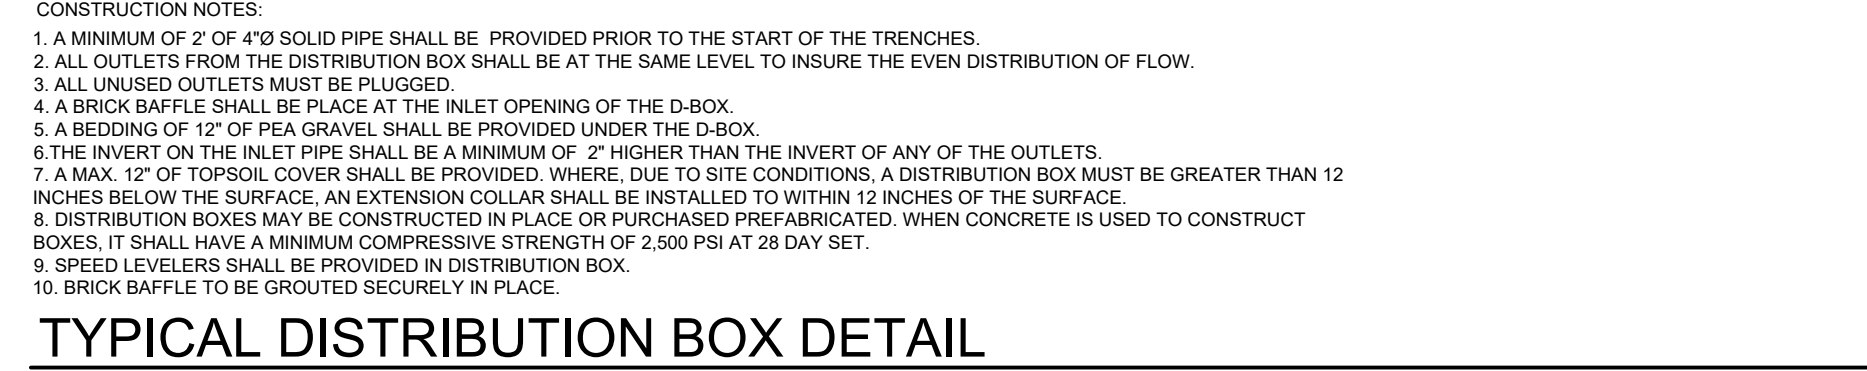 CONSTRUCTION NOTES:
1. A MINIMUM OF 2' OF 4"Ø SOLID PIPE SHALL BE  PROVIDED PRIOR TO THE START OF THE TRENCHES.
2. ALL OUTLETS FROM THE DISTRIBUTION BOX SHALL BE AT THE SAME LEVEL TO INSURE THE EVEN DISTRIBUTION OF FLOW.
3. ALL UNUSED OUTLETS MUST BE PLUGGED.
4. A BRICK BAFFLE SHALL BE PLACE AT THE INLET OPENING OF THE D-BOX.
5. A BEDDING OF 12" OF PEA GRAVEL SHALL BE PROVIDED UNDER THE D-BOX.
6.THE INVERT ON THE INLET PIPE SHALL BE A MINIMUM OF  2" HIGHER THAN THE INVERT OF ANY OF THE OUTLETS.
7. A MAX. 12" OF TOPSOIL COVER SHALL BE PROVIDED. WHERE, DUE TO SITE CONDITIONS, A DISTRIBUTION BOX MUST BE GREATER THAN 12
INCHES BELOW THE SURFACE, AN EXTENSION COLLAR SHALL BE INSTALLED TO WITHIN 12 INCHES OF THE SURFACE.
8. DISTRIBUTION BOXES MAY BE CONSTRUCTED IN PLACE OR PURCHASED PREFABRICATED. WHEN CONCRETE IS USED TO CONSTRUCT
BOXES, IT SHALL HAVE A MINIMUM COMPRESSIVE STRENGTH OF 2,500 PSI AT 28 DAY SET.
9. SPEED LEVELERS SHALL BE PROVIDED IN DISTRIBUTION BOX.
10. BRICK BAFFLE TO BE GROUTED SECURELY IN PLACE.
TYPICAL DISTRIBUTION BOX DETAIL